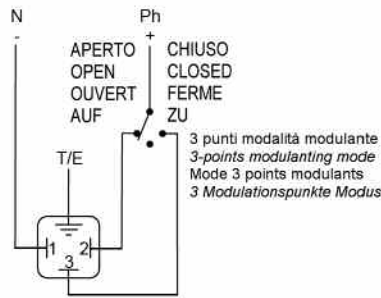 N
-
Ph
+
APERTO
OPEN
OUVERT
AUF
CHIUSO
CLOSED
FERME
ZU
3 punti modalità modulante
3-points modulanting mode
Mode 3 points modulants
3 Modulationspunkte Modus
T/E
1
2
3